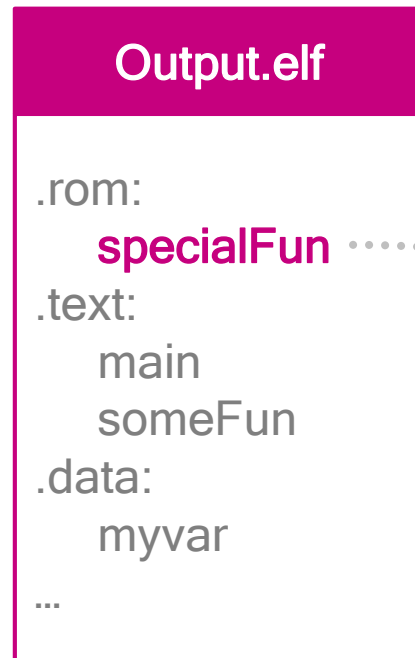 Output.elf
.rom:
specialFun
.text:
main
someFun
.data:
myvar
...